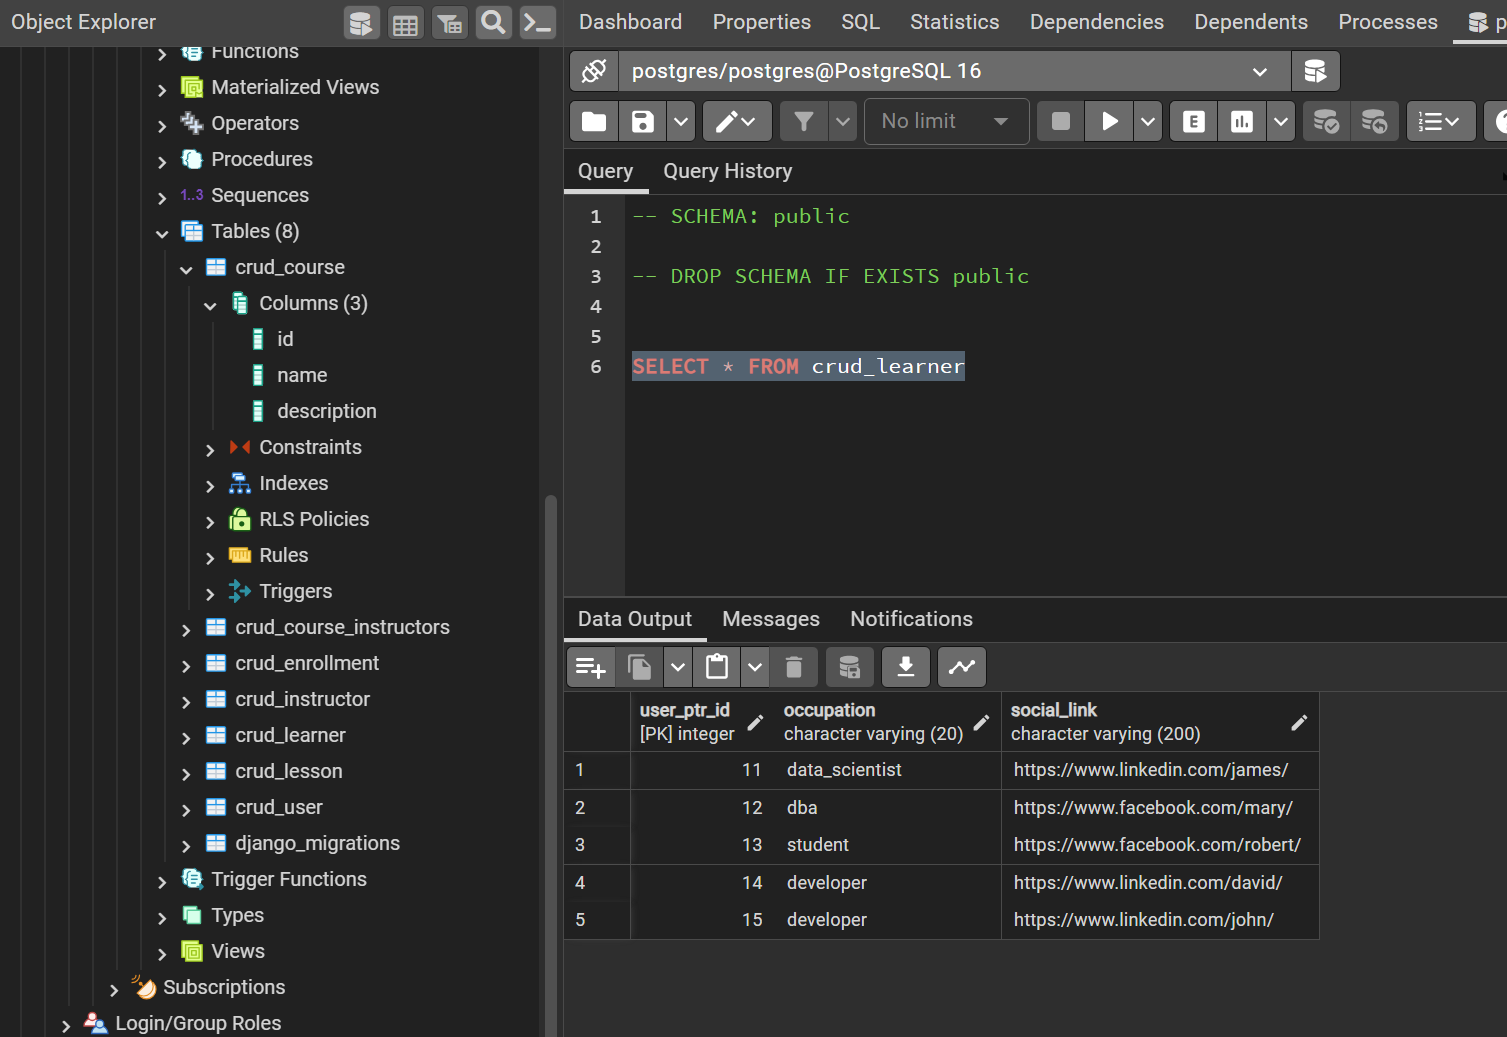 Object Explorer
Functions
Materialized Views
Operators
Procedures
1..3 Sequences
Tables (8)
crud_course
Columns (3)
id
name
description
Constraints
Indexes
RLS Policies
Rules
Triggers
crud_course_instructors
crud_enrollment
crud_instructor
crud_learner
crud_lesson
crud_user
django_migrations
Trigger Functions
Types
Views
Subscriptions
Login/Group Roles
Dashboard Properties SQL Statistics Dependencies Dependents Processes p
postgres/postgres@PostgreSQL 16
No limit E
Query Query History
1 -- SCHEMA: public
2
3 -- DROP SCHEMA IF EXISTS public
4
5
6 SELECT * FROM crud_learner
Data Output Messages Notifications
user_ptr_id occupation social_link
[PK] integer character varying (20) character varying (200)
1 11 data_scientist https://www.linkedin.com/james/
2 12 dba https://www.facebook.com/mary/
3 13 student https://www.facebook.com/robert/
4 14 developer https://www.linkedin.com/david/
5 15 developer https://www.linkedin.com/john/